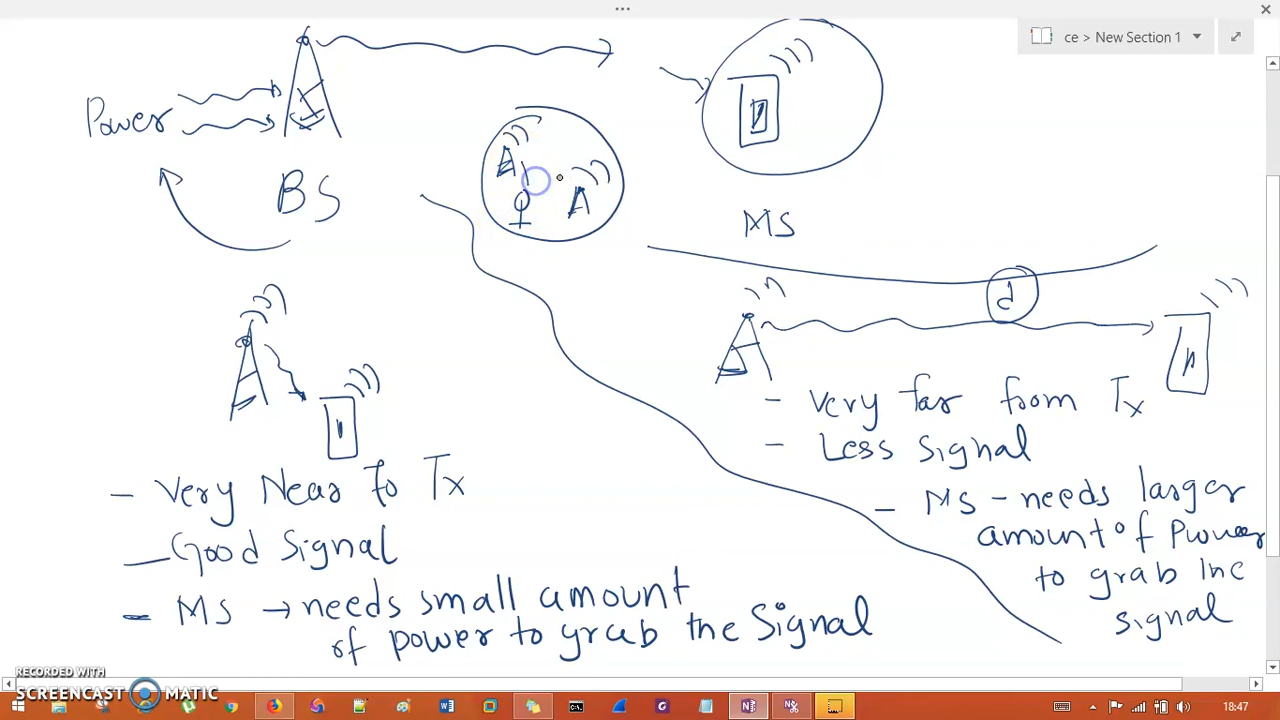 ce > New Section 1
Power
BS
MS
d
- Very far from Tx
- Less Signal
- MS - needs larger
amount of Power
to grab Inc
signal
- Very Near to Tx
- Good Signal
- MS → needs small amount
of power to grab the Signal
RECORDED WITH
SCREENCAST MATIC
18:47